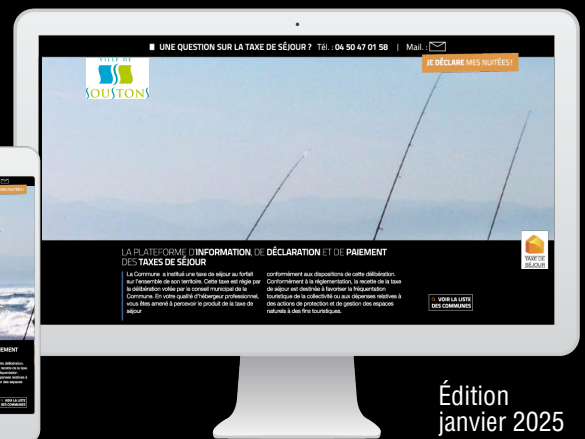 ■ UNE QUESTION SUR LA TAXE DE SÉJOUR ? Tél. : 04 50 47 01 58 | Mail. :
JE DÉCLARE MES NUITÉES !
VILLE DE
SOUSTONS
LA PLATEFORME D'INFORMATION, DE DÉCLARATION ET DE PAIEMENT
DES TAXES DE SÉJOUR
La Commune a institué une taxe de séjour au forfait
sur l'ensemble de son territoire. Cette taxe est régie par
la délibération votée par le conseil municipal de la
Commune. En votre qualité d'hébergeur professionnel,
vous êtes amené à percevoir le produit de la taxe de
séjour
conformément aux dispositions de cette délibération.
Conformément à la réglementation, la recette de la taxe
de séjour est destinée à favoriser la fréquentation
touristique de la collectivité ou aux dépenses relatives à
des actions de protection et de gestion des espaces
naturels à des fins touristiques.
TAXE DE
SÉJOUR
VOIR LA LISTE
DES COMMUNES
VOIR LA LISTE
DES COMMUNES
Édition
janvier 2025